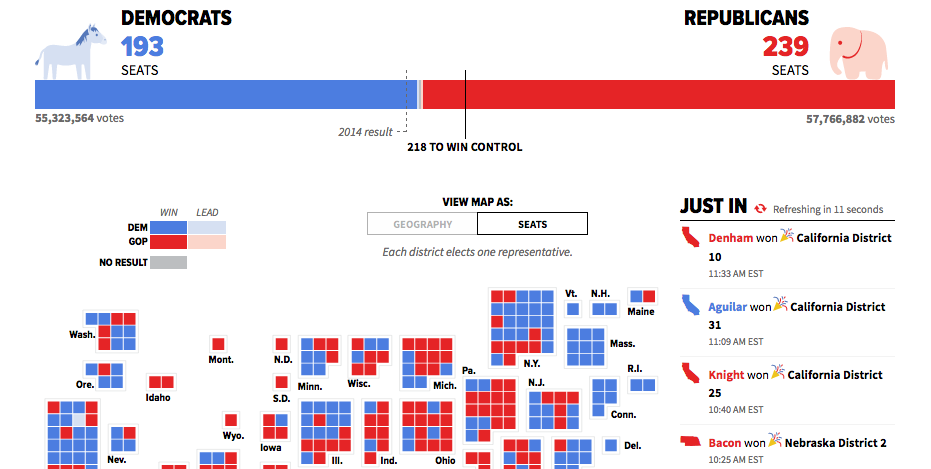 DEMOCRATS
193
SEATS
REPUBLICANS
239
SEATS
55,323,564 votes
57,766,882 votes
2014 result
218 TO WIN CONTROL
WIN LEAD
DEM
GOP
NO RESULT
VIEW MAP AS:
GEOGRAPHY SEATS
Each district elects one representative.
JUST IN Refreshing in 11 seconds
Denham won California District
10
11:33 AM EST
Aguilar won California District
31
11:09 AM EST
Knight won California District
25
10:40 AM EST
Bacon won Nebraska District 2
10:25 AM EST
Vt. N.H.
Maine
Wash.
Mont.
N.D.
Minn.
Wisc.
Mich.
N.Y.
Mass.
Ore.
Idaho
S.D.
Pa.
N.J.
R.I.
Conn.
Wyo.
Iowa
Nev.
Ill.
Ind.
Ohio
Del.